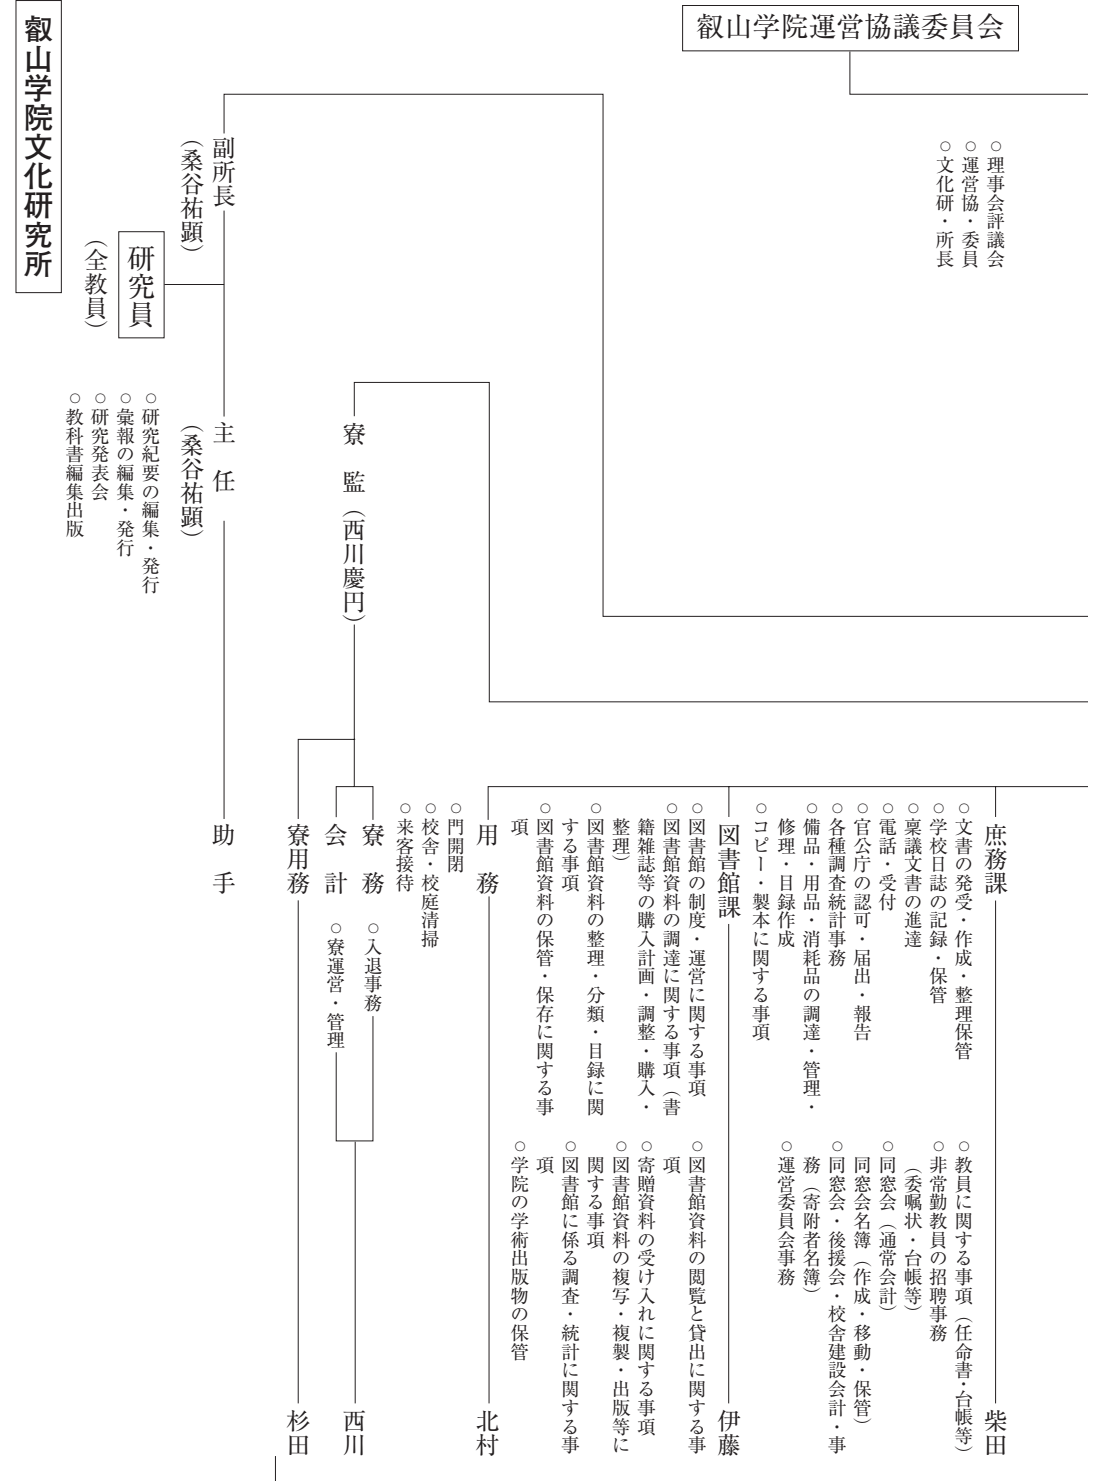 叡山学院運営協議委員会
○理事会評議会
○運営協・委員
○文化研・所長
庶務課
○文書の発受・作成・整理保管
○学校日誌の記録・保管
○稟議文書の進達
○電話・受付
○官公庁の認可・届出・報告
○各種調査統計事務
○備品・用品・消耗品の調達・管理・
修理・目録作成
○コピー・製本に関する事項
○教員に関する事項（任命書・台帳等）
○非常勤教員の招聘事務
（委嘱状・台帳等）
○同窓会（通常会計）
同窓会名簿（作成・移動・保管）
○同窓会・後援会・校舎建設会計・事
務（寄附者名簿）
○運営委員会事務
柴田
図書館課
○図書館の制度・運営に関する事項
○図書館資料の調達に関する事項（書
籍雑誌等の購入計画・調整・購入・
整理）
○図書館資料の整理・分類・目録に関
する事項
○図書館資料の保管・保存に関する事
項
○図書館資料の閲覧と貸出に関する事
項
○寄贈資料の受け入れに関する事項
○図書館資料の複写・複製・出版等に
関する事項
○図書館に係る調査・統計に関する事
項
○学院の学術出版物の保管
伊藤
用　務
○門開閉
○校舎・校庭清掃
○来客接待
北村
寮　監（西川慶円）
寮　務
○入退事務
会　計
○寮運営・管理
西川
寮用務
杉田
副所長
（桑谷祐顕）
研究員
（全教員）
主　任
（桑谷祐顕）
○研究紀要の編集・発行
○彙報の編集・発行
○研究発表会
○教科書編集出版
助　手
叡山学院文化研究所